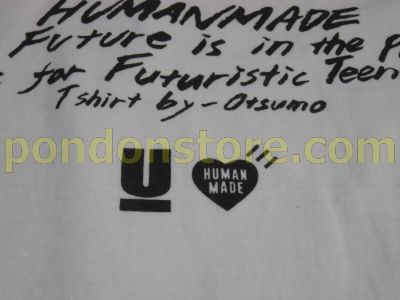 HUMANMADE
Future is in the P
s for Futuristic Teen
Tshirt by-Otsumo
pondonstore.com
U
HUMAN
MADE